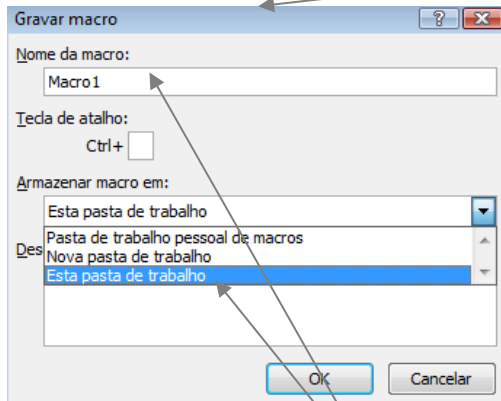 Gravar macro
Nome da macro:
Macro1
Tecla de atalho:
Ctrl+
Armazenar macro em:
Esta pasta de trabalho
Pasta de trabalho pessoal de macros
Des
Nova pasta de trabalho
Esta pasta de trabalho
OK
Cancelar